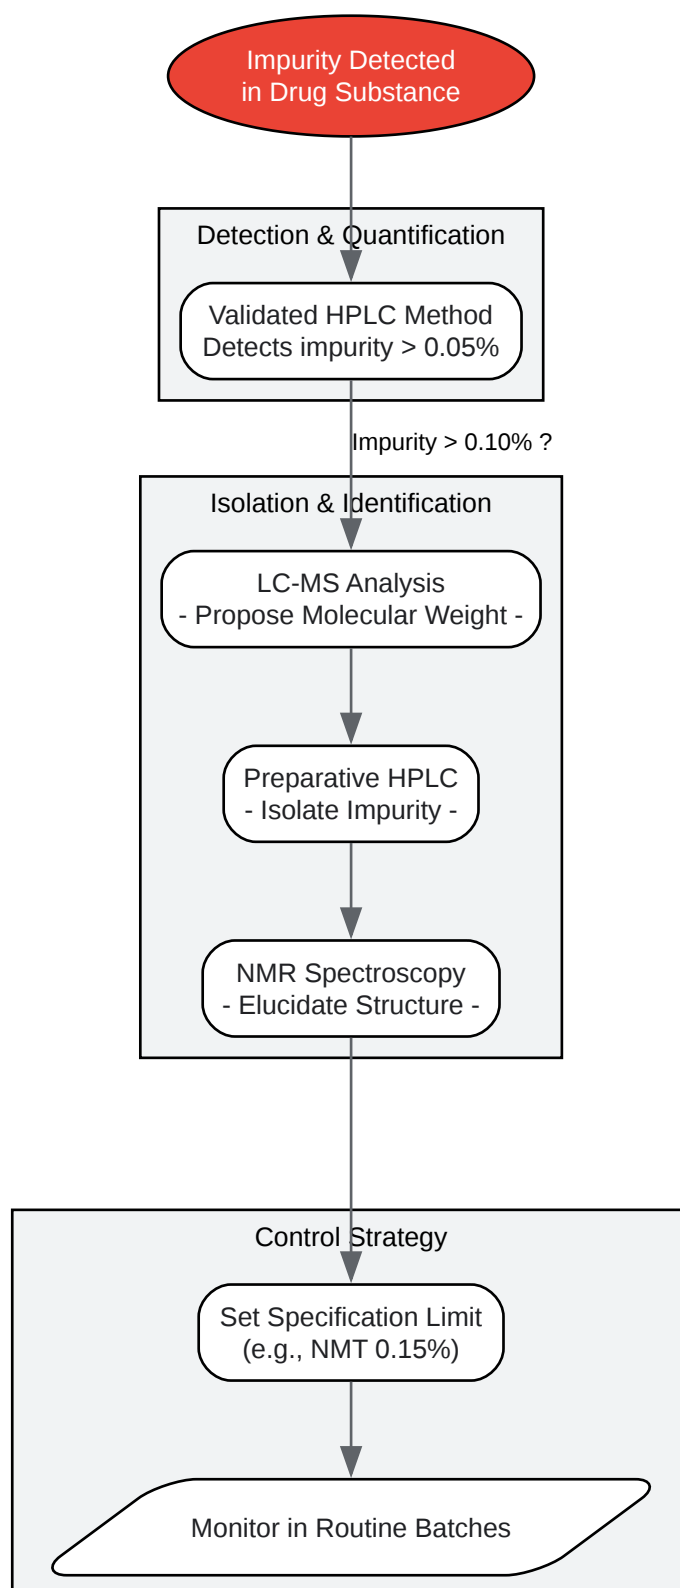 Impurity Detected
in Drug Substance
Detection & Quantification
Validated HPLC Method
Detects impurity > 0.05%
Impurity > 0.10% ?
Isolation & Identification
LC-MS Analysis
- Propose Molecular Weight -
Preparative HPLC
- Isolate Impurity -
NMR Spectroscopy
- Elucidate Structure -
Control Strategy
Set Specification Limit
(e.g., NMT 0.15%)
Monitor in Routine Batches